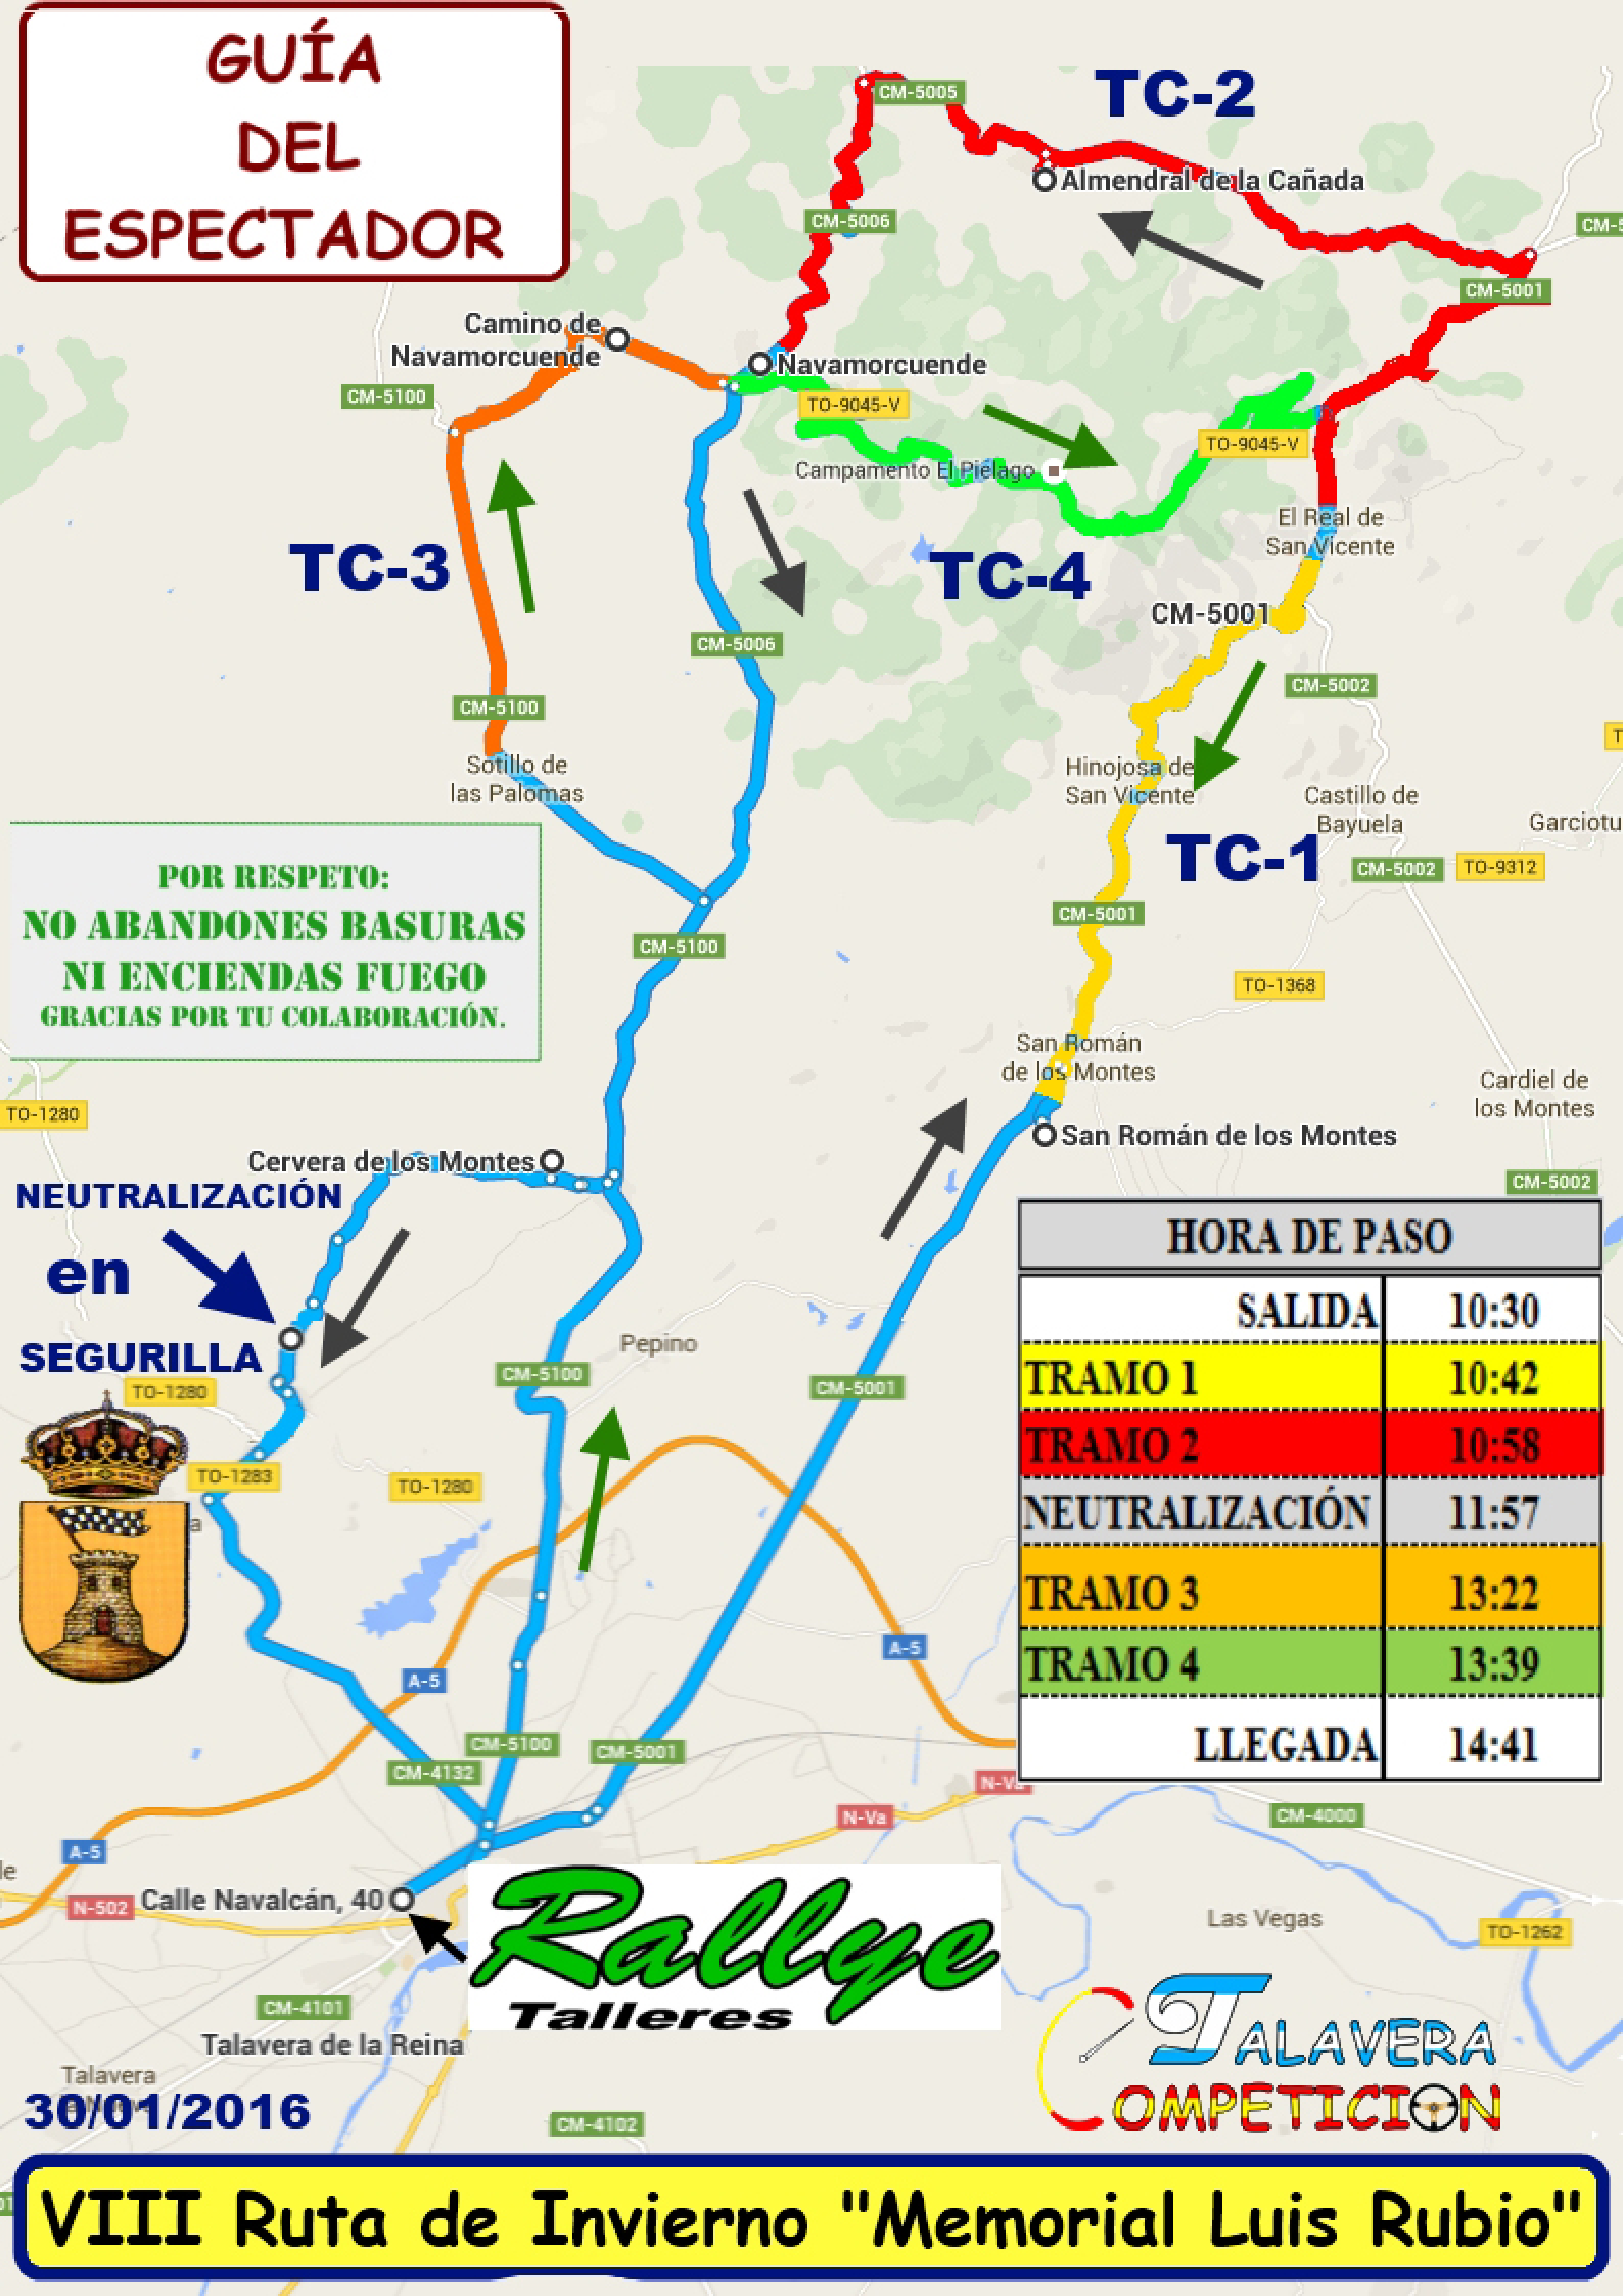 GUÍA
DEL
ESPECTADOR
TC-2
CM-5005
Almendral de la Cañada
CM-5006
CM-5001
Camino de
Navamorcuende
Navamorcuende
CM-5100
TO-9045-V
TO-9045-V
Campamento El Piélago
El Real de
San Vicente
TC-3
TC-4
CM-5001
CM-5006
CM-5002
CM-5100
Sotillo de
las Palomas
Hinojosa de
San Vicente
Castillo de
Bayuela
TC-1
CM-5002
TO-9312
POR RESPETO:
NO ABANDONES BASURAS
NI ENCIENDAS FUEGO
GRACIAS POR TU COLABORACIÓN.
CM-5001
CM-5100
TO-1368
San Román
de los Montes
Cardiel de
los Montes
TO-1280
San Román de los Montes
Cervera de los Montes
CM-5002
NEUTRALIZACIÓN
en
SEGURILLA
HORA DE PASO
SALIDA 10:30
TRAMO 1 10:42
TRAMO 2 10:58
NEUTRALIZACIÓN 11:57
TRAMO 3 13:22
TRAMO 4 13:39
LLEGADA 14:41
Pepino
CM-5100
CM-5001
TO-1280
TO-1283
TO-1280
A-5
A-5
CM-5100
CM-5001
CM-4132
N-Va
CM-4000
A-5
N-502
Calle Navalcán, 40
Rallye
Talleres
Las Vegas
TO-1262
CM-4101
Talavera de la Reina
Talavera
30/01/2016
CM-4102
TALAVERA
COMPETICION
VIII Ruta de Invierno "Memorial Luis Rubio"